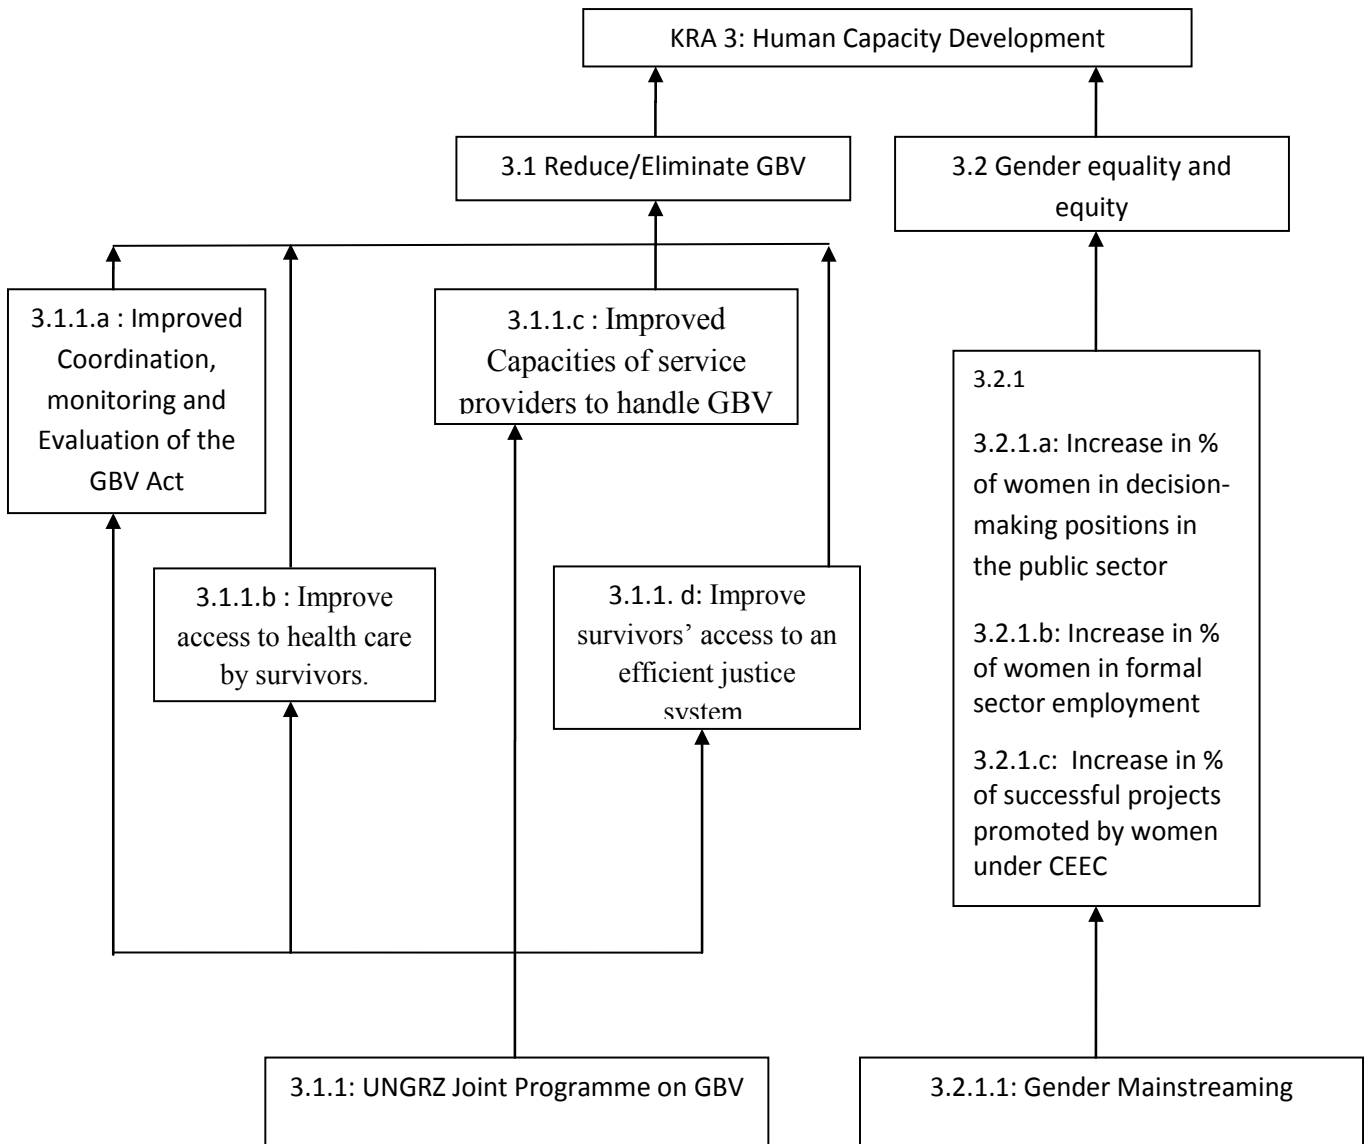 KRA 3: Human Capacity Development
3.1 Reduce/Eliminate GBV
3.2 Gender equality and
equity
3.1.1.a : Improved
Coordination,
monitoring and
Evaluation of the
GBV Act
3.1.1.c : Improved
Capacities of service
providers to handle GBV
3.1.1.b : Improve
access to health care
by survivors.
3.1.1. d: Improve
survivors’ access to an
efficient justice
system
3.2.1
3.2.1.a: Increase in %
of women in decision-
making positions in
the public sector
3.2.1.b: Increase in %
of women in formal
sector employment
3.2.1.c:  Increase in %
of successful projects
promoted by women
under CEEC
3.1.1: UNGRZ Joint Programme on GBV
3.2.1.1: Gender Mainstreaming